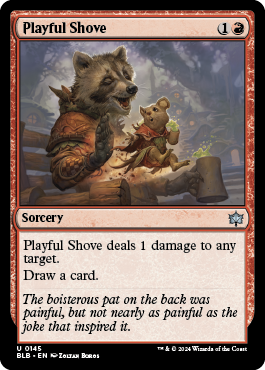 Playful Shove 1
Sorcery
Playful Shove deals 1 damage to any
target.
Draw a card.
The boisterous pat on the back was
painful, but not nearly as painful as the
joke that inspired it.
U 0145
BLB • EN Zoltan Boros
™ & © 2024 Wizards of the Coast